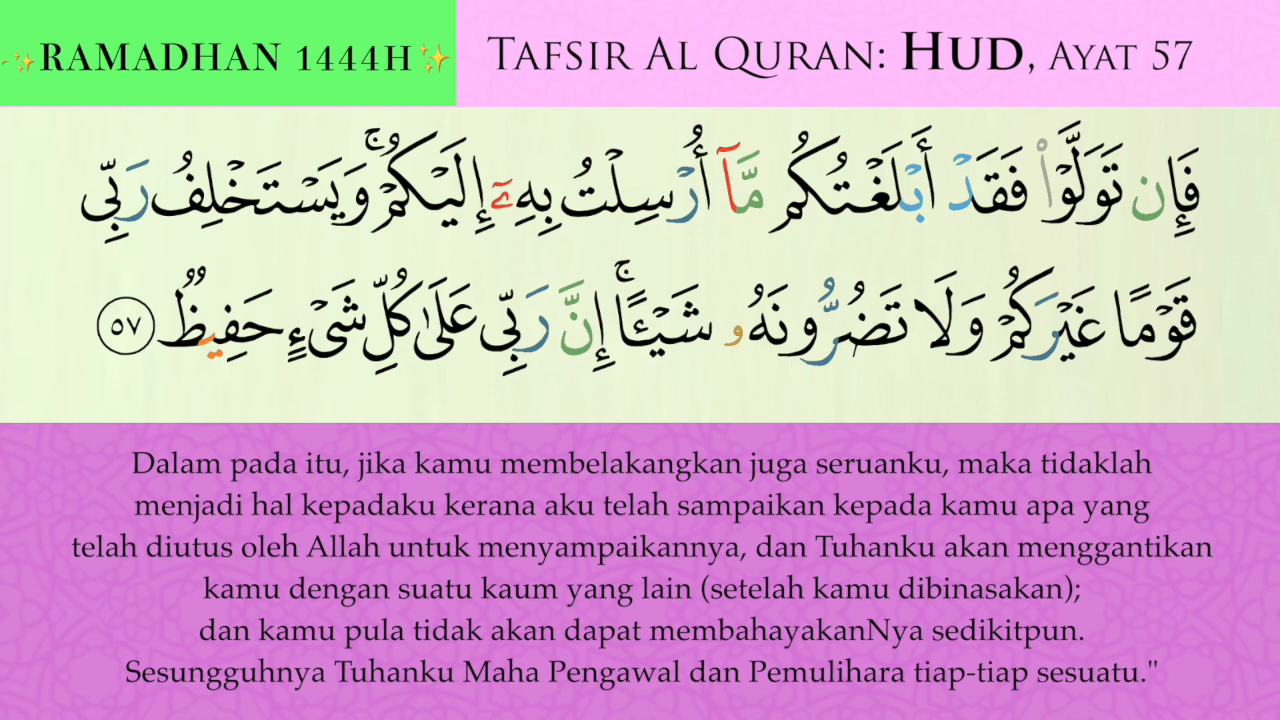 ✨RAMADHAN 1444H✨
TAFSIR AL QURAN: HUD, AYAT 57
فَإِن تَوَلَّوْا۟ فَقَدْ أَبْلَغْتُكُم مَّآ أُرْسِلْتُ بِهِۦٓ إِلَيْكُمْ ۚ وَيَسْتَخْلِفُ رَبِّى
قَوْمًا غَيْرَكُمْ وَلَا تَضُرُّونَهُۥ شَيْـًٔا ۚ إِنَّ رَبِّى عَلَىٰ كُلِّ شَىْءٍ حَفِيظٌ ٥٧
Dalam pada itu, jika kamu membelakangkan juga seruanku, maka tidaklah
menjadi hal kepadaku kerana aku telah sampaikan kepada kamu apa yang
telah diutus oleh Allah untuk menyampaikannya, dan Tuhanku akan menggantikan
kamu dengan suatu kaum yang lain (setelah kamu dibinasakan);
dan kamu pula tidak akan dapat membahayakanNya sedikitpun.
Sesungguhnya Tuhanku Maha Pengawal dan Pemulihara tiap-tiap sesuatu."